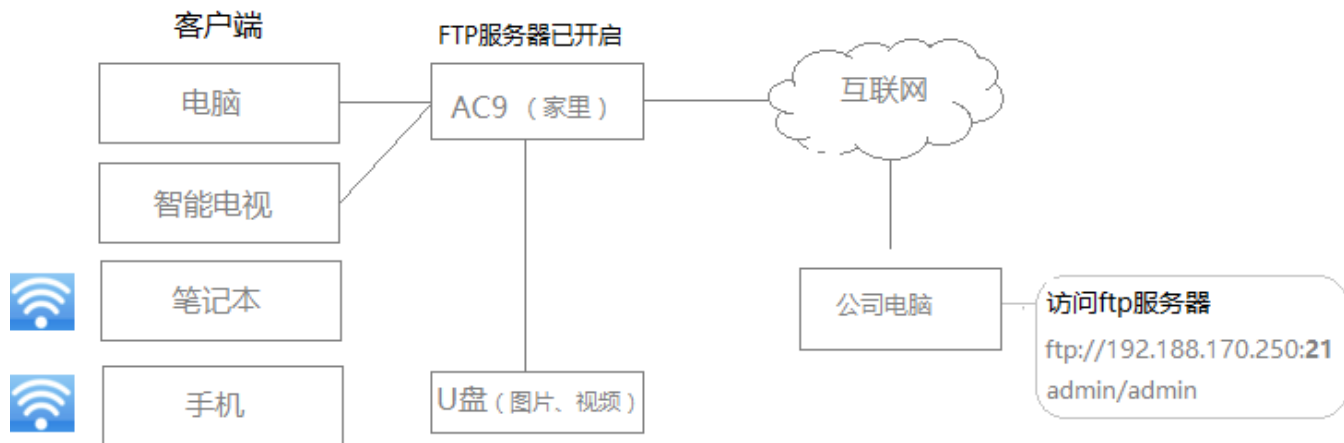 客户端
FTP服务器已开启
电脑
AC9 （家里）
互联网
智能电视
笔记本
公司电脑
访问ftp服务器
ftp://192.188.170.250:21
admin/admin
手机
U盘（图片、视频）